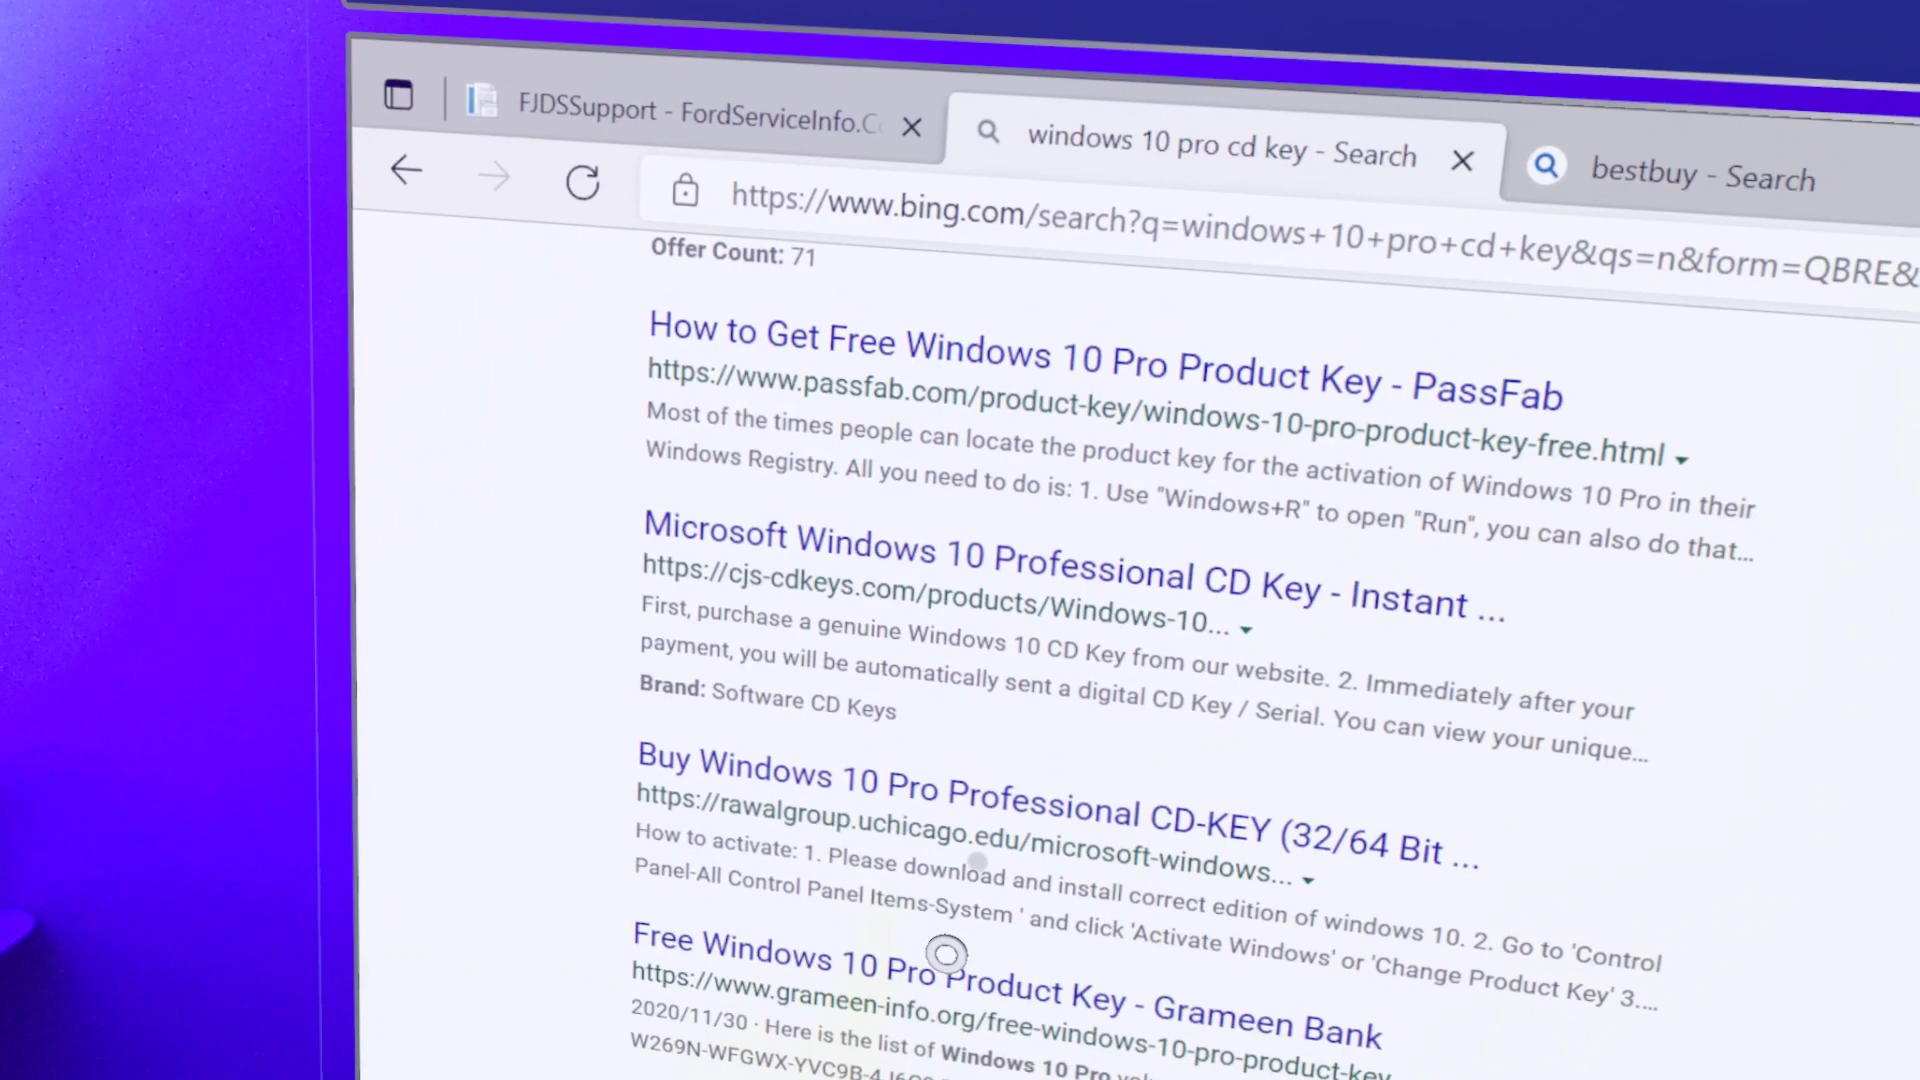 FJDSSupport - FordServiceInfo.C
windows 10 pro cd key - Search
bestbuy - Search
https://www.bing.com/search?q=windows+10+pro+cd+key&qs=n&form=QBRE&
Offer Count: 71
How to Get Free Windows 10 Pro Product Key - PassFab
https://www.passfab.com/product-key/windows-10-pro-product-key-free.html
Most of the times people can locate the product key for the activation of Windows 10 Pro in their
Windows Registry. All you need to do is: 1. Use "Windows+R" to open "Run", you can also do that...
Microsoft Windows 10 Professional CD Key - Instant ...
https://cjs-cdkeys.com/products/Windows-10...
First, purchase a genuine Windows 10 CD Key from our website. 2. Immediately after your
payment, you will be automatically sent a digital CD Key / Serial. You can view your unique...
Brand: Software CD Keys
Buy Windows 10 Pro Professional CD-KEY (32/64 Bit ...
https://rawalgroup.uchicago.edu/microsoft-windows...
How to activate: 1. Please download and install correct edition of windows 10. 2. Go to 'Control
Panel-All Control Panel Items-System ' and click 'Activate Windows' or 'Change Product Key' 3....
Free Windows 10 Pro Product Key - Grameen Bank
https://www.grameen-info.org/free-windows-10-pro-product-key
2020/11/30 · Here is the list of Windows 10 Pro
W269N-WFGWX-YVC9B-4J6C9